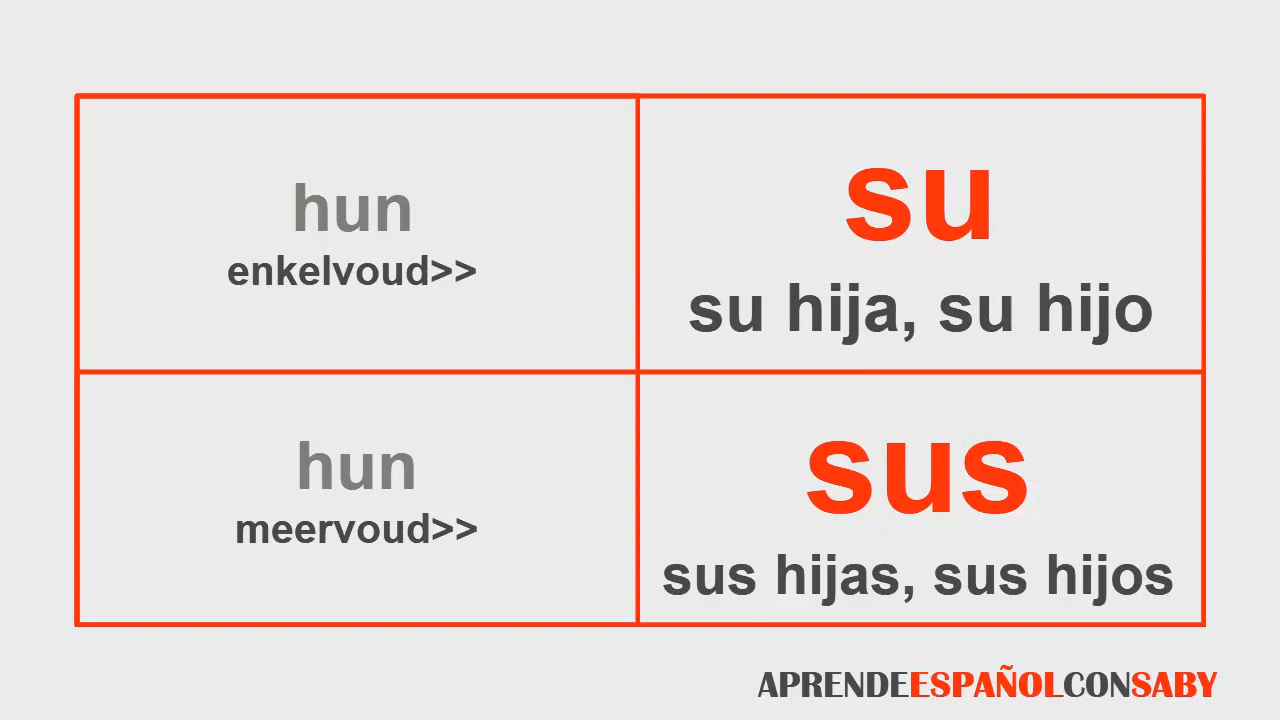 hun
enkelvoud>>
su
su hija, su hijo
hun
meervoud>>
sus
sus hijas, sus hijos
APRENDEESPAÑOLCONSABY